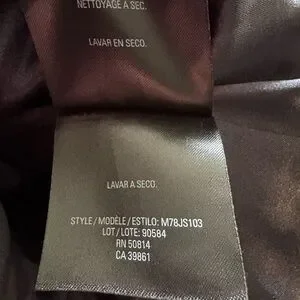 NETTOYAGE A SEC.
LAVAR EN SECO.
LAVAR A SECO.
STYLE / MODÈLE / ESTILO: M78JS103
LOT / LOTE: 90584
RN 50814
CA 39861